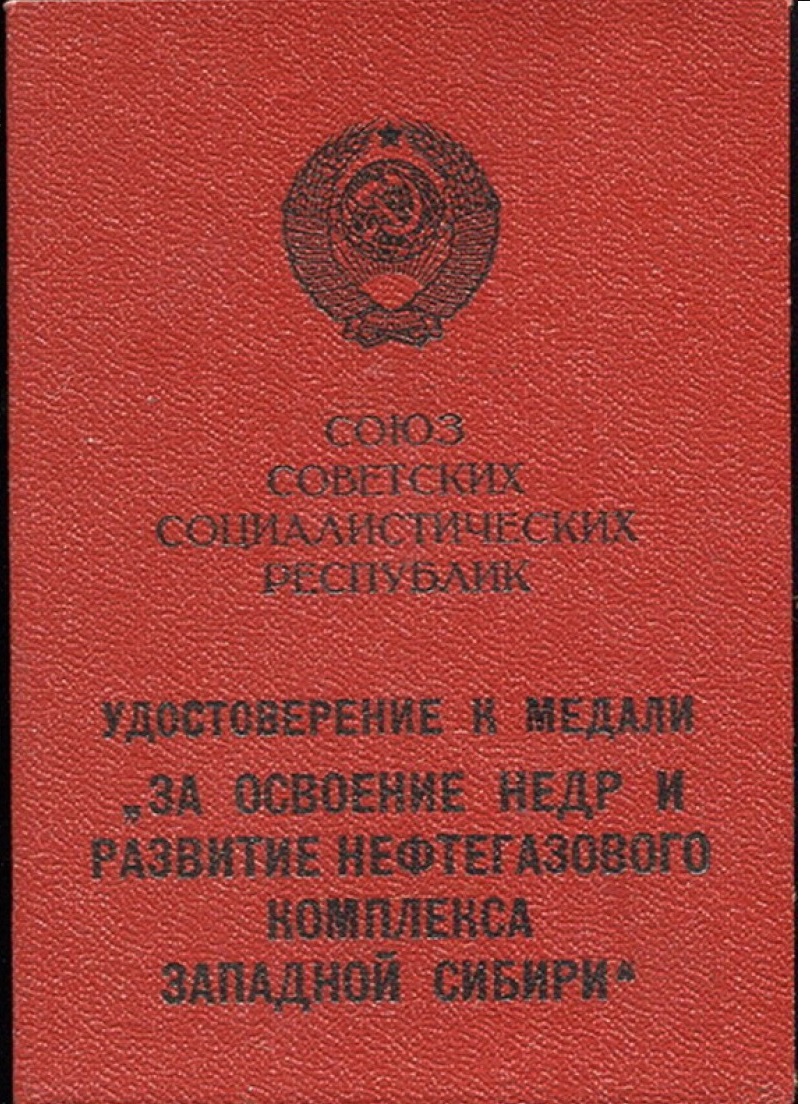 СОЮЗ
СОВЕТСКИХ
СОЦИАЛИСТИЧЕСКИХ
РЕСПУБЛИК
УДОСТОВЕРЕНИЕ К МЕДАЛИ
„ЗА ОСВОЕНИЕ НЕДР И
РАЗВИТИЕ НЕФТЕГАЗОВОГО
КОМПЛЕКСА
ЗАПАДНОЙ СИБИРИ“